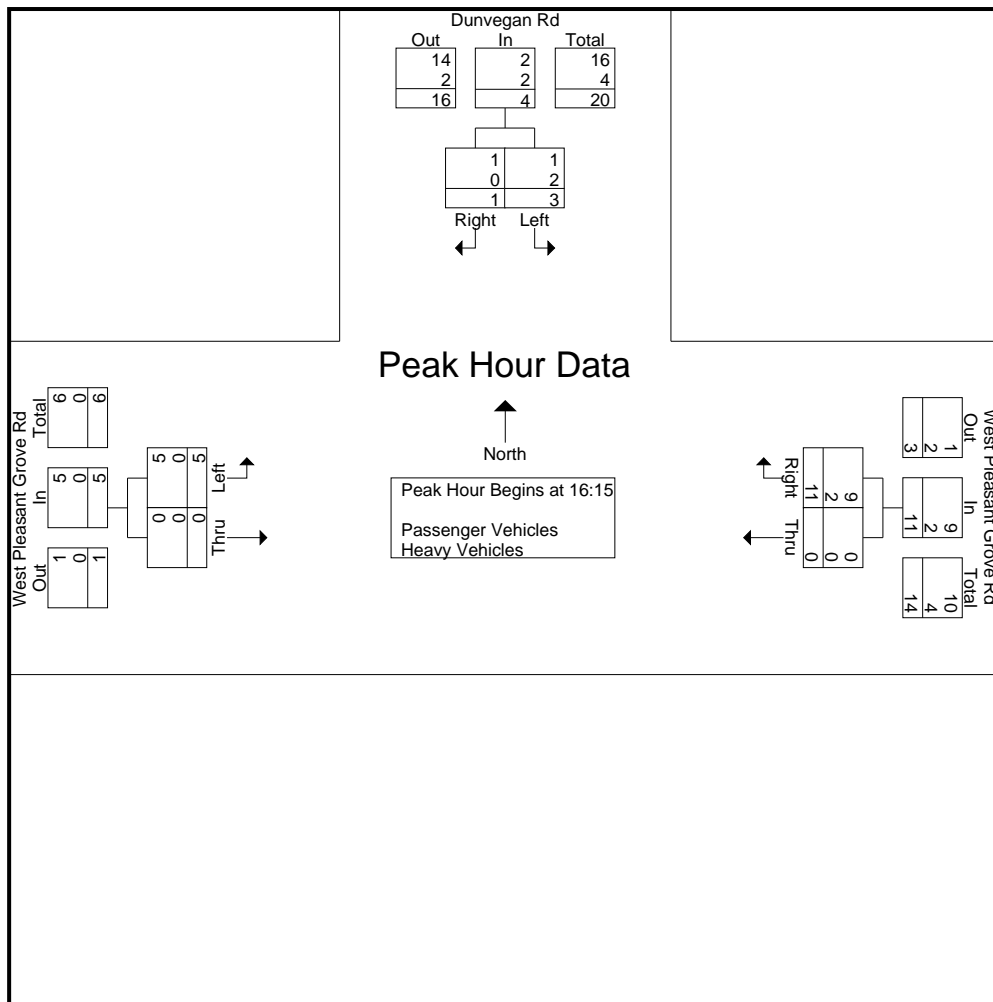 Dunvegan Rd
Out In Total
14 2 16
2 2 4
16 4 20
1 1
0 2
1 3
Right Left
Peak Hour Data
North
Peak Hour Begins at 16:15
Passenger Vehicles
Heavy Vehicles
West Pleasant Grove Rd
Out In Total
1 5 6
0 0 0
1 5 6
Left Thru
5 0
0 0
5 0
West Pleasant Grove Rd
Out In Total
1 9 10
2 2 4
3 11 14
Right Thru
9 0
2 0
11 0